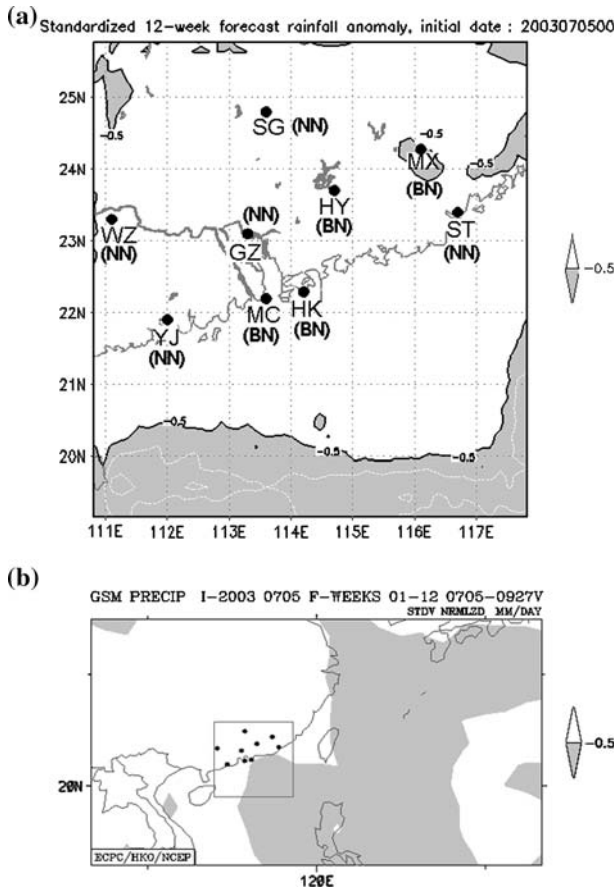 (a) Standardized 12-week forecast rainfall anomaly, initial date : 2003070500
25N
-0.5
SG (NN)
-0.5
24N
MX
-0.5
(BN)
HY
(BN)
(NN)
23N
WZ
(NN)
GZ
ST
(NN)
-0.5
22N
MC
(BN)
HK
(BN)
YJ
(NN)
21N
-0.5
-0.5
-0.5
20N
111E 112E 113E 114E 115E 116E 117E
(b)
GSM PRECIP I-2003 0705 F-WEEKS 01-12 0705-0927V
STDV NRMLZD MM/DAY
-0.5
20N
ECPC/HKO/NCEP
120E